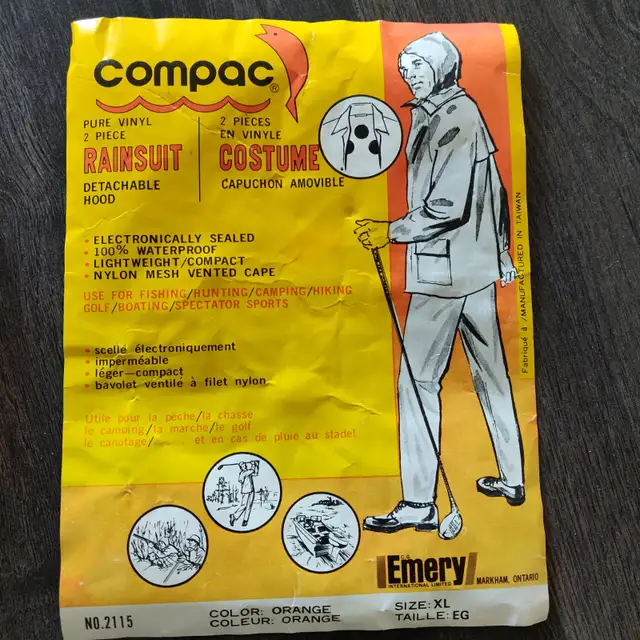 compac®
PURE VINYL
2 PIECE
RAINSUIT
DETACHABLE
HOOD
2 PIECES
EN VINYLE
COSTUME
CAPUCHON AMOVIBLE
• ELECTRONICALLY SEALED
• 100% WATERPROOF
• LIGHTWEIGHT/COMPACT
• NYLON MESH VENTED CAPE
USE FOR FISHING/HUNTING/CAMPING/HIKING
GOLF/BOATING/SPECTATOR SPORTS
• scellé électroniquement
• imperméable
• léger—compact
• bavolet ventile à filet nylon
Utile pour la pêche/la chasse
le camping/la marche/le golf
le canotage/ et en cas de pluie au stade!
Fabriqué à /MANUFACTURED IN TAIWAN
C.G.
Emery
INTERNATIONAL LIMITED
MARKHAM, ONTARIO
NO.2115
COLOR: ORANGE
COLEUR: ORANGE
SIZE: XL
TAILLE: EG